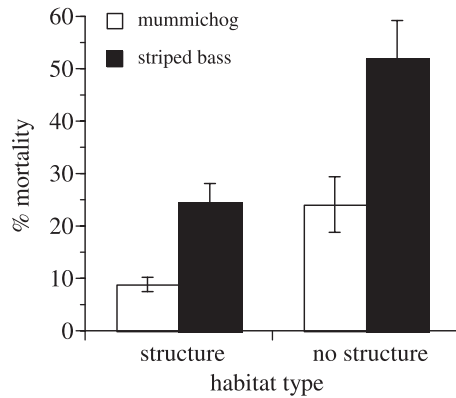 60
mummichog
striped bass
50
40
30
20
10
0
% mortality
structure
no structure
habitat type